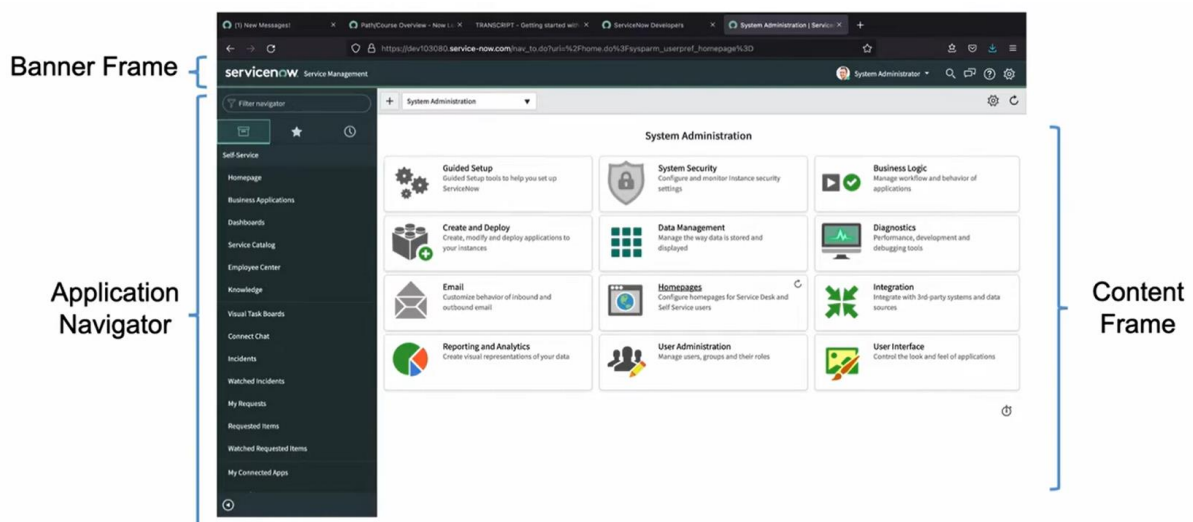 (1) New Messages!
Path/Course Overview - Now Le
TRANSCRIPT - Getting started with
ServiceNow Developers
System Administration | Service
https://dev103080.service-now.com/nav_to.do?uri=%2Fhome.do%3Fsysparm_userpref_homepage%3D
Banner Frame
servicenow Service Management
System Administrator
Filter navigator
System Administration
System Administration
Self-Service
Homepage
Business Applications
Dashboards
Service Catalog
Employee Center
Knowledge
Visual Task Boards
Connect Chat
Incidents
Watched Incidents
My Requests
Requested Items
Watched Requested Items
My Connected Apps
Application
Navigator
Guided Setup
Guided Setup tools to help you set up
ServiceNow
System Security
Configure and monitor Instance security
settings
Business Logic
Manage workflow and behavior of
applications
Create and Deploy
Create, modify and deploy applications to
your instances
Data Management
Manage the way data is stored and
displayed
Diagnostics
Performance, development and
debugging tools
Email
Customize behavior of inbound and
outbound email
Homepages
Configure homepages for Service Desk and
Self Service users
Integration
Integrate with 3rd-party systems and data
sources
Reporting and Analytics
Create visual representations of your data
User Administration
Manage users, groups and their roles
User Interface
Control the look and feel of applications
Content
Frame